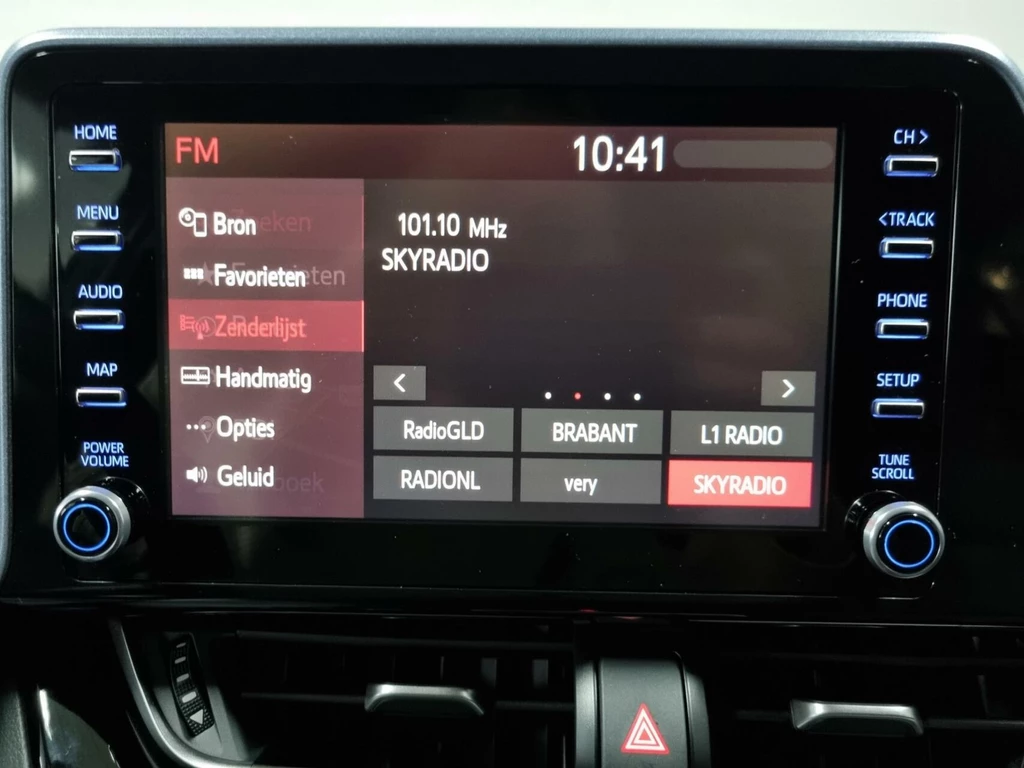 HOME
MENU
AUDIO
MAP
POWER
VOLUME
FM
10:41
Bron
Favorieten
Zenderlijst
Handmatig
Opties
Geluid
101.10 MHz
SKYRADIO
<
>
RadioGLD
BRABANT
L1 RADIO
RADIONL
very
SKYRADIO
CH >
< TRACK
PHONE
SETUP
TUNE
SCROLL